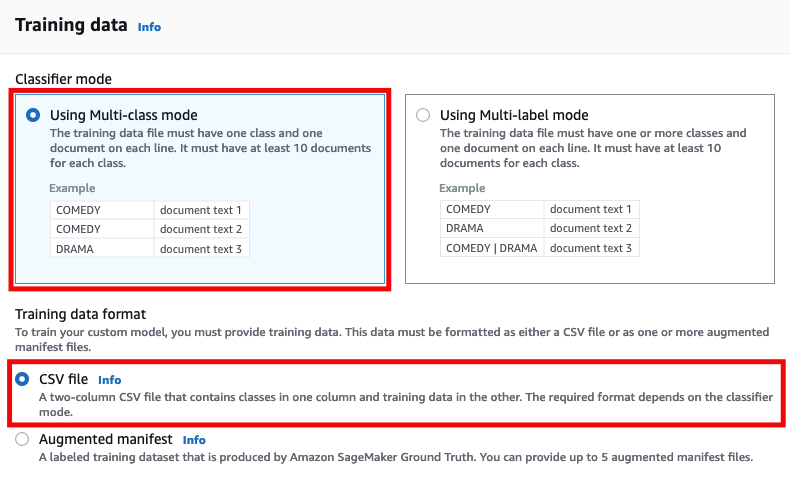 Training data Info
Classifier mode
Using Multi-class mode
The training data file must have one class and one
document on each line. It must have at least 10 documents
for each class.
Example
COMEDY document text 1
COMEDY document text 2
DRAMA document text 3
Using Multi-label mode
The training data file must have one or more classes and
one document on each line. It must have at least 10
documents for each class.
Example
COMEDY document text 1
DRAMA document text 2
COMEDY | DRAMA document text 3
Training data format
To train your custom model, you must provide training data. This data must be formatted as either a CSV file or as one or more augmented
manifest files.
CSV file Info
A two-column CSV file that contains classes in one column and training data in the other. The required format depends on the classifier
mode.
Augmented manifest Info
A labeled training dataset that is produced by Amazon SageMaker Ground Truth. You can provide up to 5 augmented manifest files.